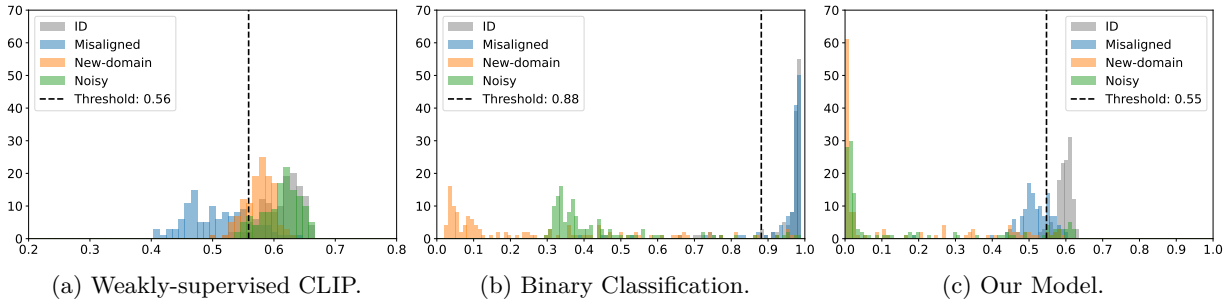 70
60
50
40
30
20
10
0
0.2
0.3
0.4
0.5
0.6
0.7
0.8
ID
Misaligned
New-domain
Noisy
Threshold: 0.56
(a) Weakly-supervised CLIP.
70
60
50
40
30
20
10
0
0.0
0.1
0.2
0.3
0.4
0.5
0.6
0.7
0.8
0.9
1.0
ID
Misaligned
New-domain
Noisy
Threshold: 0.88
(b) Binary Classification.
70
60
50
40
30
20
10
0
0.0
0.1
0.2
0.3
0.4
0.5
0.6
0.7
0.8
0.9
1.0
ID
Misaligned
New-domain
Noisy
Threshold: 0.55
(c) Our Model.